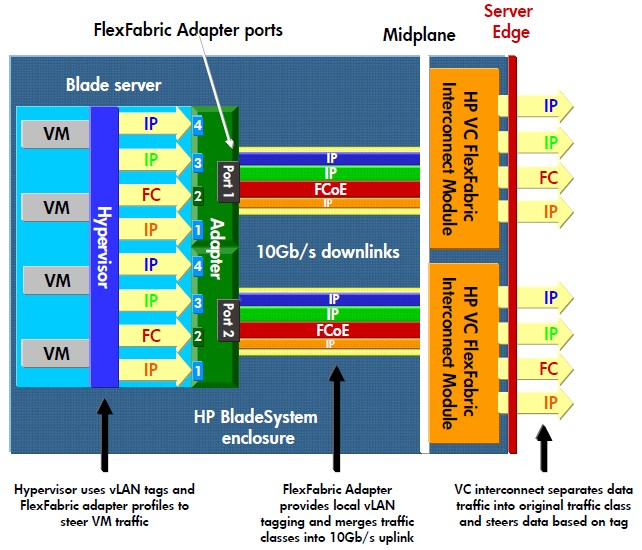 FlexFabric Adapter ports
Midplane
Server
Edge
Blade server
VM
VM
VM
VM
Hypervisor
IP
IP
FC
IP
IP
IP
FC
IP
4
3
2
1
4
3
2
1
Adapter
Port 1
Port 2
IP
IP
FCoE
IP
10Gb/s downlinks
IP
IP
FCoE
IP
HP BladeSystem
enclosure
HP VC FlexFabric
Interconnect Module
HP VC FlexFabric
Interconnect Module
IP
IP
FC
IP
IP
IP
FC
IP
Hypervisor uses vLAN tags and
FlexFabric adapter profiles to
steer VM traffic
FlexFabric Adapter
provides local vLAN
tagging and merges traffic
classes into 10Gb/s uplink
VC interconnect separates data
traffic into original traffic class
and steers data based on tag